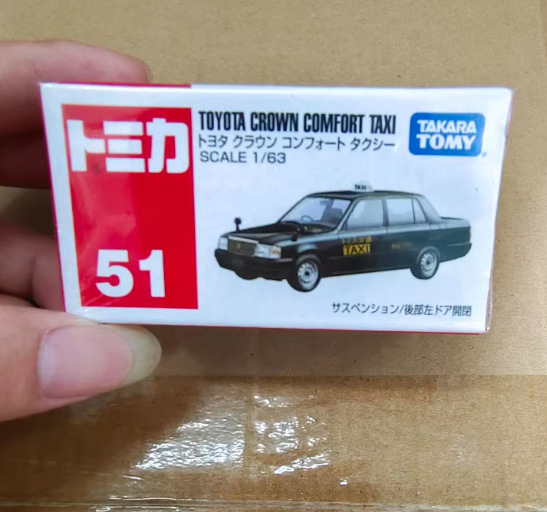 トミカ
51
TOYOTA CROWN COMFORT TAXI
トヨタ クラウン コンフォート タクシー
SCALE 1/63
TAKARA
TOMY
TAXI
TAXI
サスペンション/後部左ドア開閉